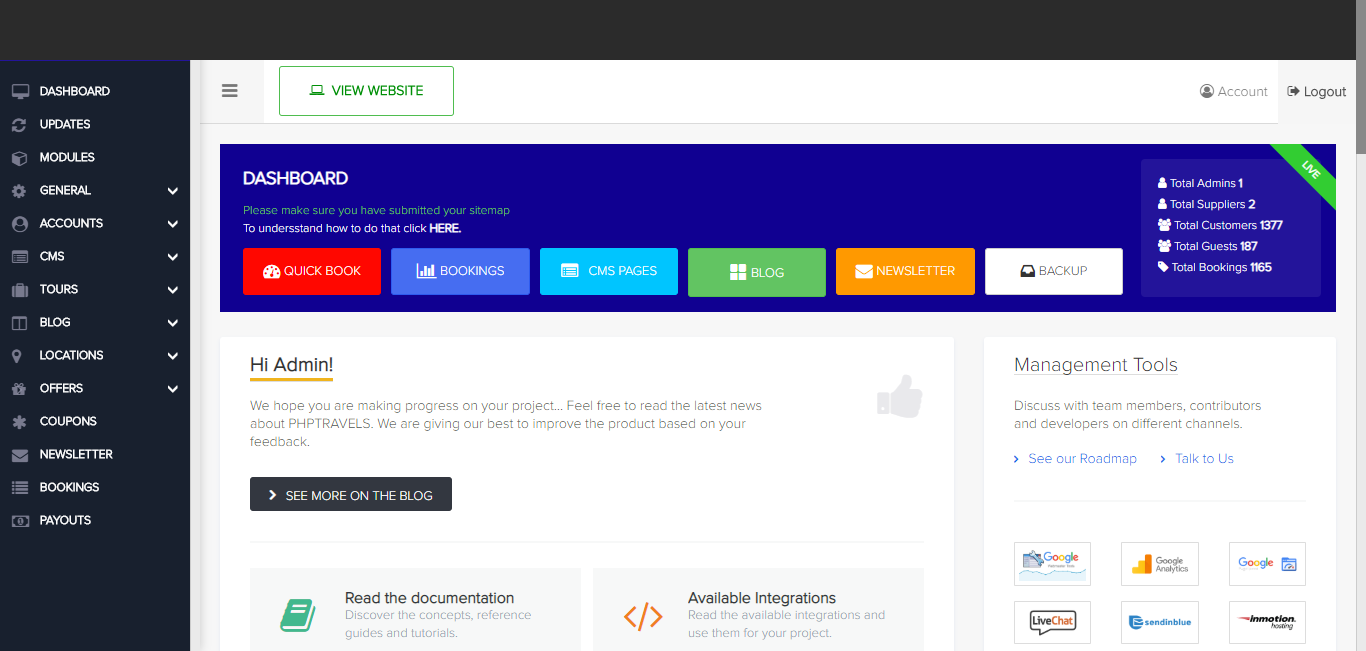 DASHBOARD
UPDATES
MODULES
GENERAL
ACCOUNTS
CMS
TOURS
BLOG
LOCATIONS
OFFERS
COUPONS
NEWSLETTER
BOOKINGS
PAYOUTS
VIEW WEBSITE
Account
Logout
DASHBOARD
Please make sure you have submitted your sitemap
To undersstand how to do that click HERE.
QUICK BOOK
BOOKINGS
CMS PAGES
BLOG
NEWSLETTER
BACKUP
LIVE
Total Admins 1
Total Suppliers 2
Total Customers 1377
Total Guests 187
Total Bookings 1165
Hi Admin!
We hope you are making progress on your project... Feel free to read the latest news
about PHPTRAVELS. We are giving our best to improve the product based on your
feedback.
SEE MORE ON THE BLOG
Read the documentation
Discover the concepts, reference
guides and tutorials.
Available Integrations
Read the available integrations and
use them for your project.
Management Tools
Discuss with team members, contributors
and developers on different channels.
See our Roadmap
Talk to Us
Google
Google
Analytics
Google
LiveChat
sendinblue
inmotion
hosting